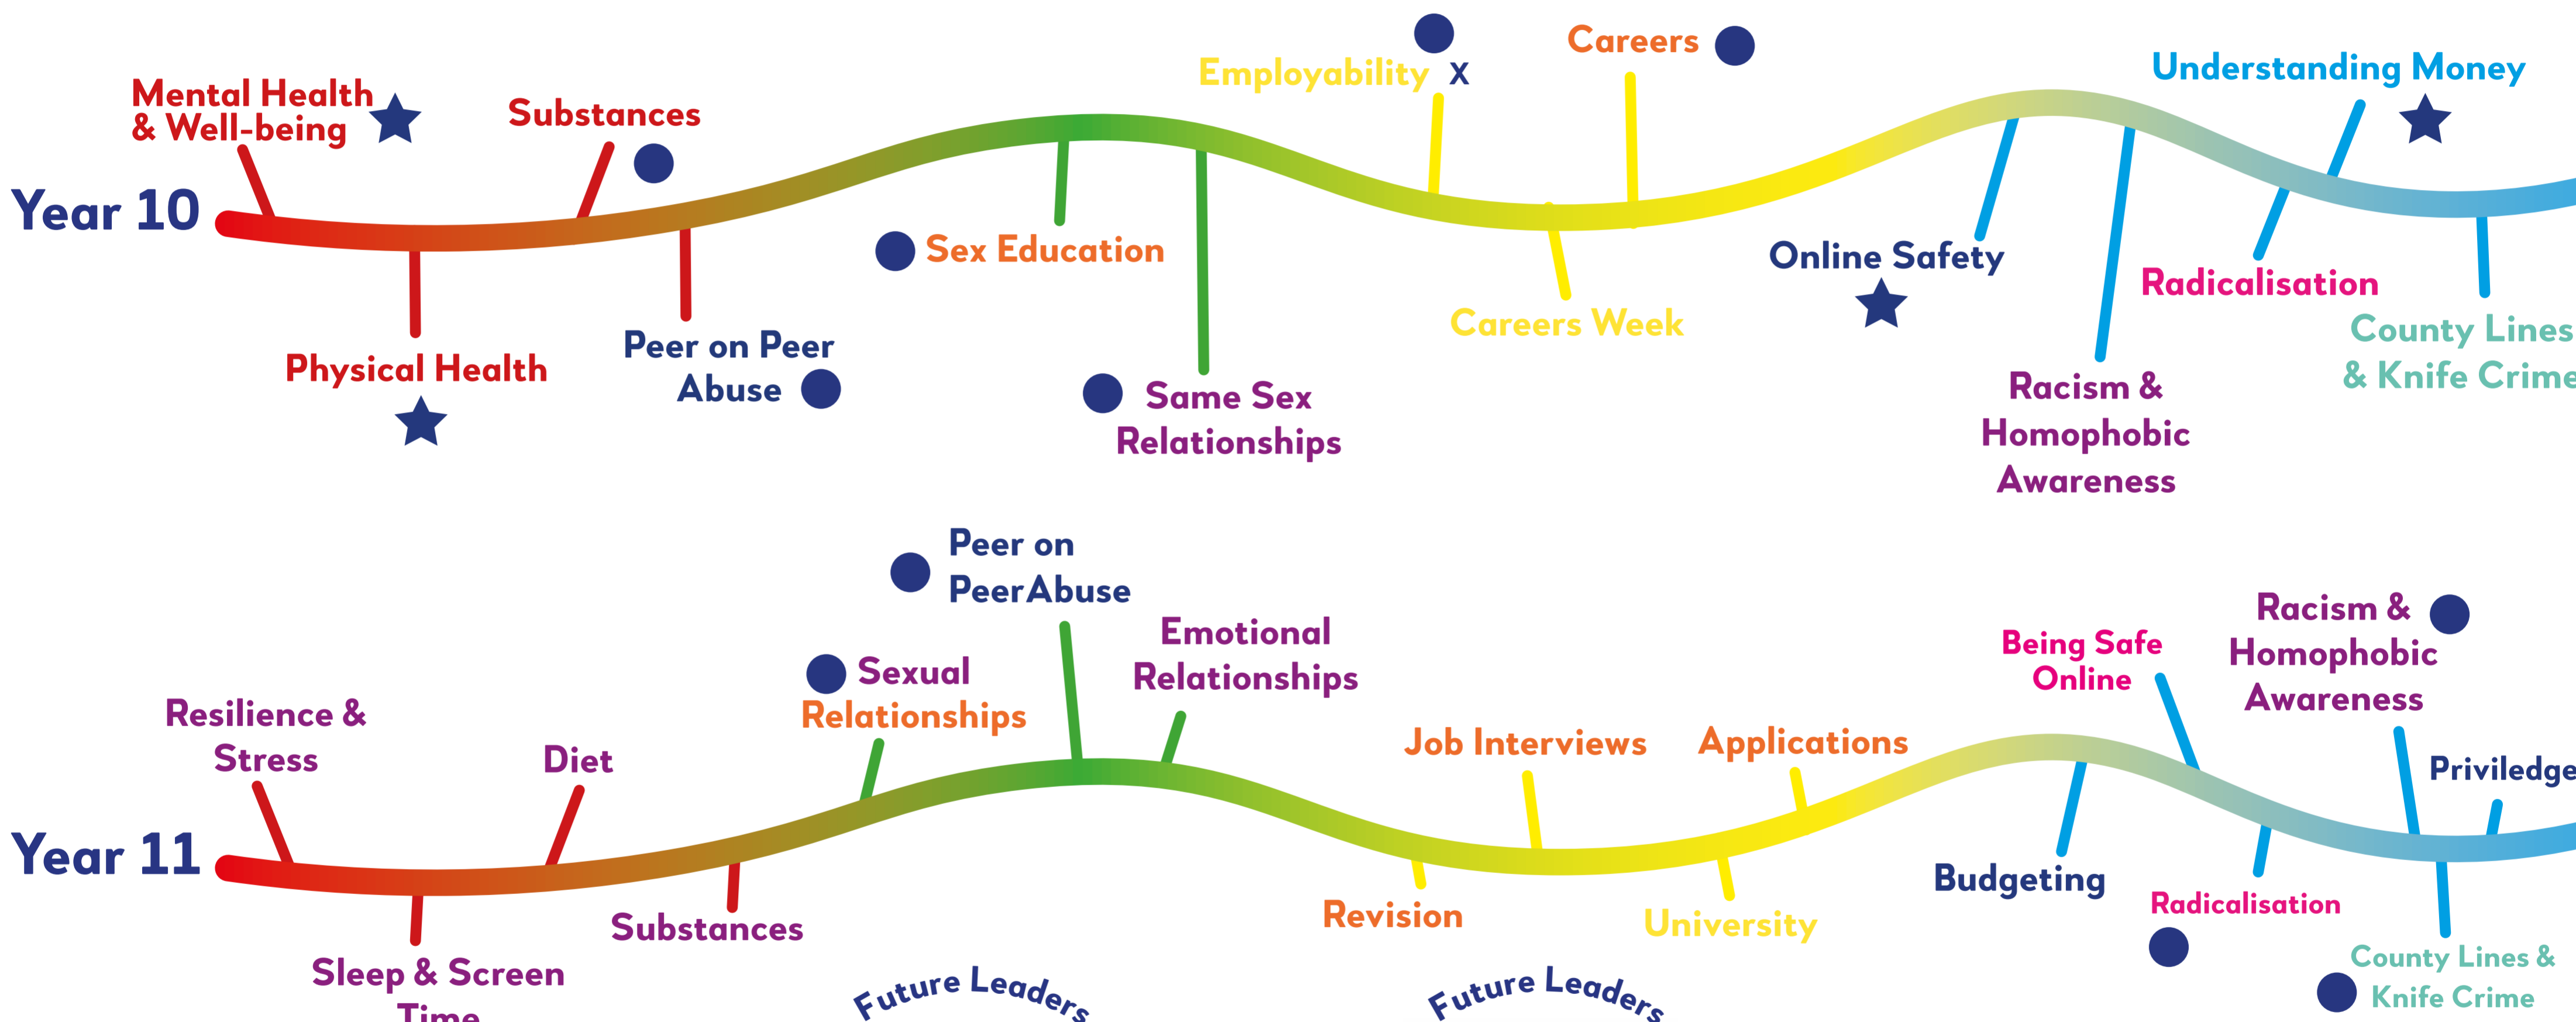 Year 10
Mental Health
& Well-being
Physical Health
Substances
Peer on Peer
Abuse
Sex Education
Same Sex
Relationships
Employability x
Careers Week
Careers
Online Safety
Racism &
Homophobic
Awareness
Radicalisation
Understanding Money
County Lines
& Knife Crime
Year 11
Resilience &
Stress
Sleep & Screen
Time
Diet
Substances
Sexual
Relationships
Peer on
PeerAbuse
Emotional
Relationships
Revision
Job Interviews
University
Applications
Budgeting
Being Safe
Online
Radicalisation
Racism &
Homophobic
Awareness
County Lines &
Knife Crime
Priviledge
Future Leaders
Future Leaders